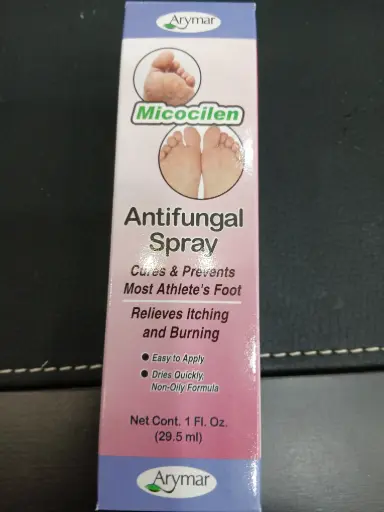 Arymar
Micocilen
Antifungal
Spray
Cures & Prevents
Most Athlete's Foot
Relieves Itching
and Burning
● Easy to Apply
● Dries Quickly,
Non-Oily Formula
Net Cont. 1 Fl. Oz.
(29.5 ml)
Arymar